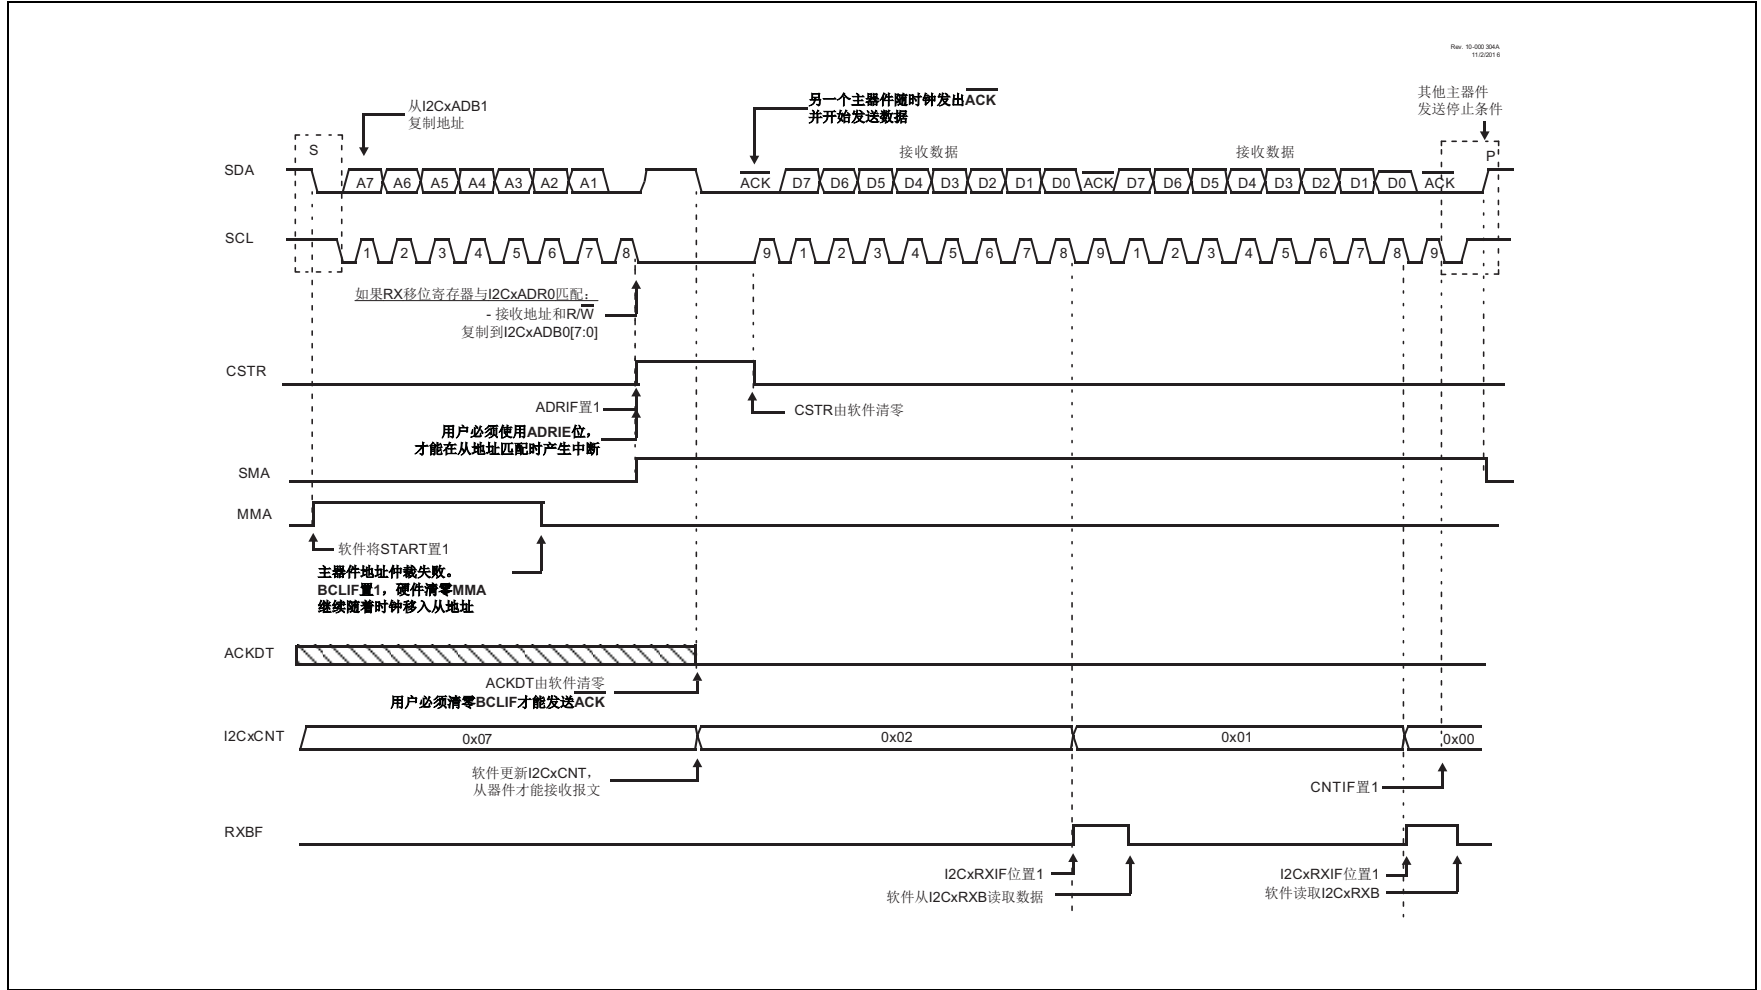 Rev. 10-000 304A
11/2/2016
从I2CxADB1
复制地址
另一个主器件随时钟发出ACK
并开始发送数据
其他主器件
发送停止条件
S
接收数据
接收数据
P
SDA
A7 A6 A5 A4 A3 A2 A1
ACK D7 D6 D5 D4 D3 D2 D1 D0 ACK D7 D6 D5 D4 D3 D2 D1 D0 ACK
SCL
1 2 3 4 5 6 7 8 9 1 2 3 4 5 6 7 8 9 1 2 3 4 5 6 7 8 9
如果RX移位寄存器与I2CxADR0匹配：
- 接收地址和R/W
复制到I2CxADB0[7:0]
CSTR
ADRIF置1
CSTR由软件清零
用户必须使用ADRIE位，
才能在从地址匹配时产生中断
SMA
MMA
软件将START置1
主器件地址仲裁失败。
BCLIF置1，硬件清零MMA
继续随着时钟移入从地址
ACKDT
ACKDT由软件清零
用户必须清零BCLIF才能发送ACK
I2CxCNT
0x07 0x02 0x01 0x00
软件更新I2CxCNT，
从器件才能接收报文
CNTIF置1
RXBF
I2CxRXIF位置1
软件从I2CxRXB读取数据
I2CxRXIF位置1
软件读取I2CxRXB